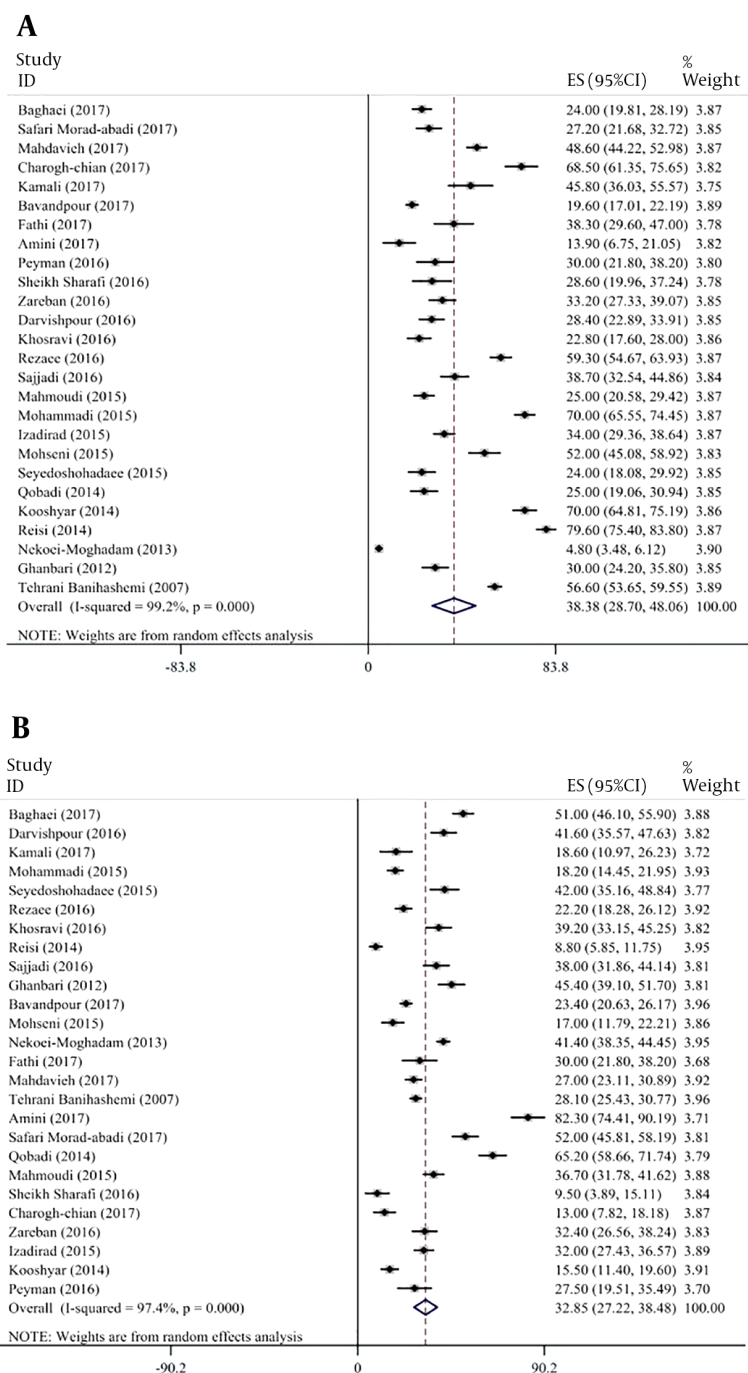 A
Study
ID
ES (95%CI)
%
Weight
Baghaei (2017) 24.00 (19.81, 28.19) 3.87
Safari Morad-abadi (2017) 27.20 (21.68, 32.72) 3.85
Mahdavieh (2017) 48.60 (44.22, 52.98) 3.87
Charogh-chian (2017) 68.50 (61.35, 75.65) 3.82
Kamali (2017) 45.80 (36.03, 55.57) 3.75
Bavandpour (2017) 19.60 (17.01, 22.19) 3.89
Fathi (2017) 38.30 (29.60, 47.00) 3.78
Amini (2017) 13.90 (6.75, 21.05) 3.82
Peyman (2016) 30.00 (21.80, 38.20) 3.80
Sheikh Sharafi (2016) 28.60 (19.96, 37.24) 3.78
Zareban (2016) 33.20 (27.33, 39.07) 3.85
Darvishpour (2016) 28.40 (22.89, 33.91) 3.85
Khosravi (2016) 22.80 (17.60, 28.00) 3.86
Rezaee (2016) 59.30 (54.67, 63.93) 3.87
Sajjadi (2016) 38.70 (32.54, 44.86) 3.84
Mahmoudi (2015) 25.00 (20.58, 29.42) 3.87
Mohammadi (2015) 70.00 (65.55, 74.45) 3.87
Izadirad (2015) 34.00 (29.36, 38.64) 3.87
Mohseni (2015) 52.00 (45.08, 58.92) 3.83
Seyedoshohadaee (2015) 24.00 (18.08, 29.92) 3.85
Qobadi (2014) 25.00 (19.06, 30.94) 3.85
Kooshyar (2014) 70.00 (64.81, 75.19) 3.86
Reisi (2014) 79.60 (75.40, 83.80) 3.87
Nekoei-Moghadam (2013) 4.80 (3.48, 6.12) 3.90
Ghanbari (2012) 30.00 (24.20, 35.80) 3.85
Tehrani Banihashemi (2007) 56.60 (53.65, 59.55) 3.89
Overall (I-squared = 99.2%, p = 0.000) 38.38 (28.70, 48.06) 100.00
NOTE: Weights are from random effects analysis
-83.8 0 83.8
B
Study
ID
ES (95%CI)
%
Weight
Baghaei (2017) 51.00 (46.10, 55.90) 3.88
Darvishpour (2016) 41.60 (35.57, 47.63) 3.82
Kamali (2017) 18.60 (10.97, 26.23) 3.72
Mohammadi (2015) 18.20 (14.45, 21.95) 3.93
Seyedoshohadaee (2015) 42.00 (35.16, 48.84) 3.77
Rezaee (2016) 22.20 (18.28, 26.12) 3.92
Khosravi (2016) 39.20 (33.15, 45.25) 3.82
Reisi (2014) 8.80 (5.85, 11.75) 3.95
Sajjadi (2016) 38.00 (31.86, 44.14) 3.81
Ghanbari (2012) 45.40 (39.10, 51.70) 3.81
Bavandpour (2017) 23.40 (20.63, 26.17) 3.96
Mohseni (2015) 17.00 (11.79, 22.21) 3.86
Nekoei-Moghadam (2013) 41.40 (38.35, 44.45) 3.95
Fathi (2017) 30.00 (21.80, 38.20) 3.68
Mahdavieh (2017) 27.00 (23.11, 30.89) 3.92
Tehrani Banihashemi (2007) 28.10 (25.43, 30.77) 3.96
Amini (2017) 82.30 (74.41, 90.19) 3.71
Safari Morad-abadi (2017) 52.00 (45.81, 58.19) 3.81
Qobadi (2014) 65.20 (58.66, 71.74) 3.79
Mahmoudi (2015) 36.70 (31.78, 41.62) 3.88
Sheikh Sharafi (2016) 9.50 (3.89, 15.11) 3.84
Charogh-chian (2017) 13.00 (7.82, 18.18) 3.87
Zareban (2016) 32.40 (26.56, 38.24) 3.83
Izadirad (2015) 32.00 (27.43, 36.57) 3.89
Kooshyar (2014) 15.50 (11.40, 19.60) 3.91
Peyman (2016) 27.50 (19.51, 35.49) 3.70
Overall (I-squared = 97.4%, p = 0.000) 32.85 (27.22, 38.48) 100.00
NOTE: Weights are from random effects analysis
-90.2 0 90.2